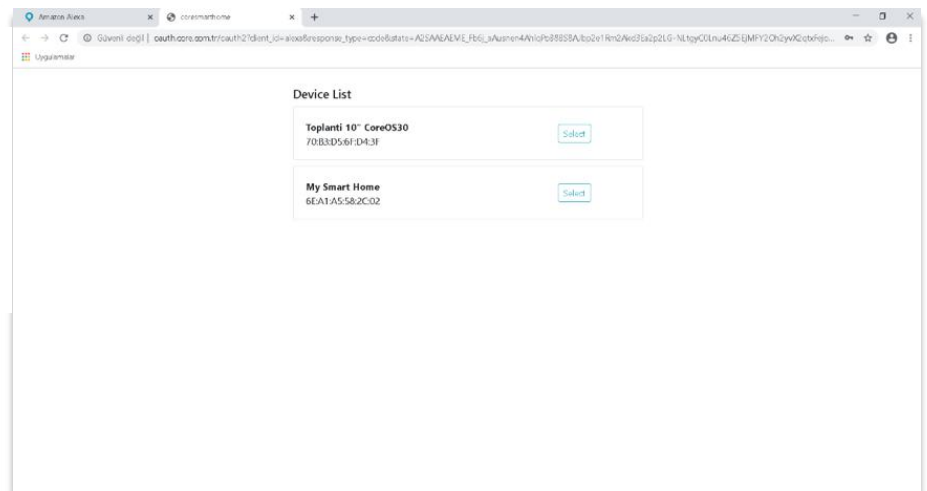 Amazon Alexa
coresmarthome
Güvenli değil | oauth.core.com.tr/oauth2?client_id=alexa&response_type=code&state=
Uygulamalar
Device List
Toplanti 10" CoreOS30
70:B3:D5:6F:D4:3F
Select
My Smart Home
6E:A1:A5:58:2C:02
Select